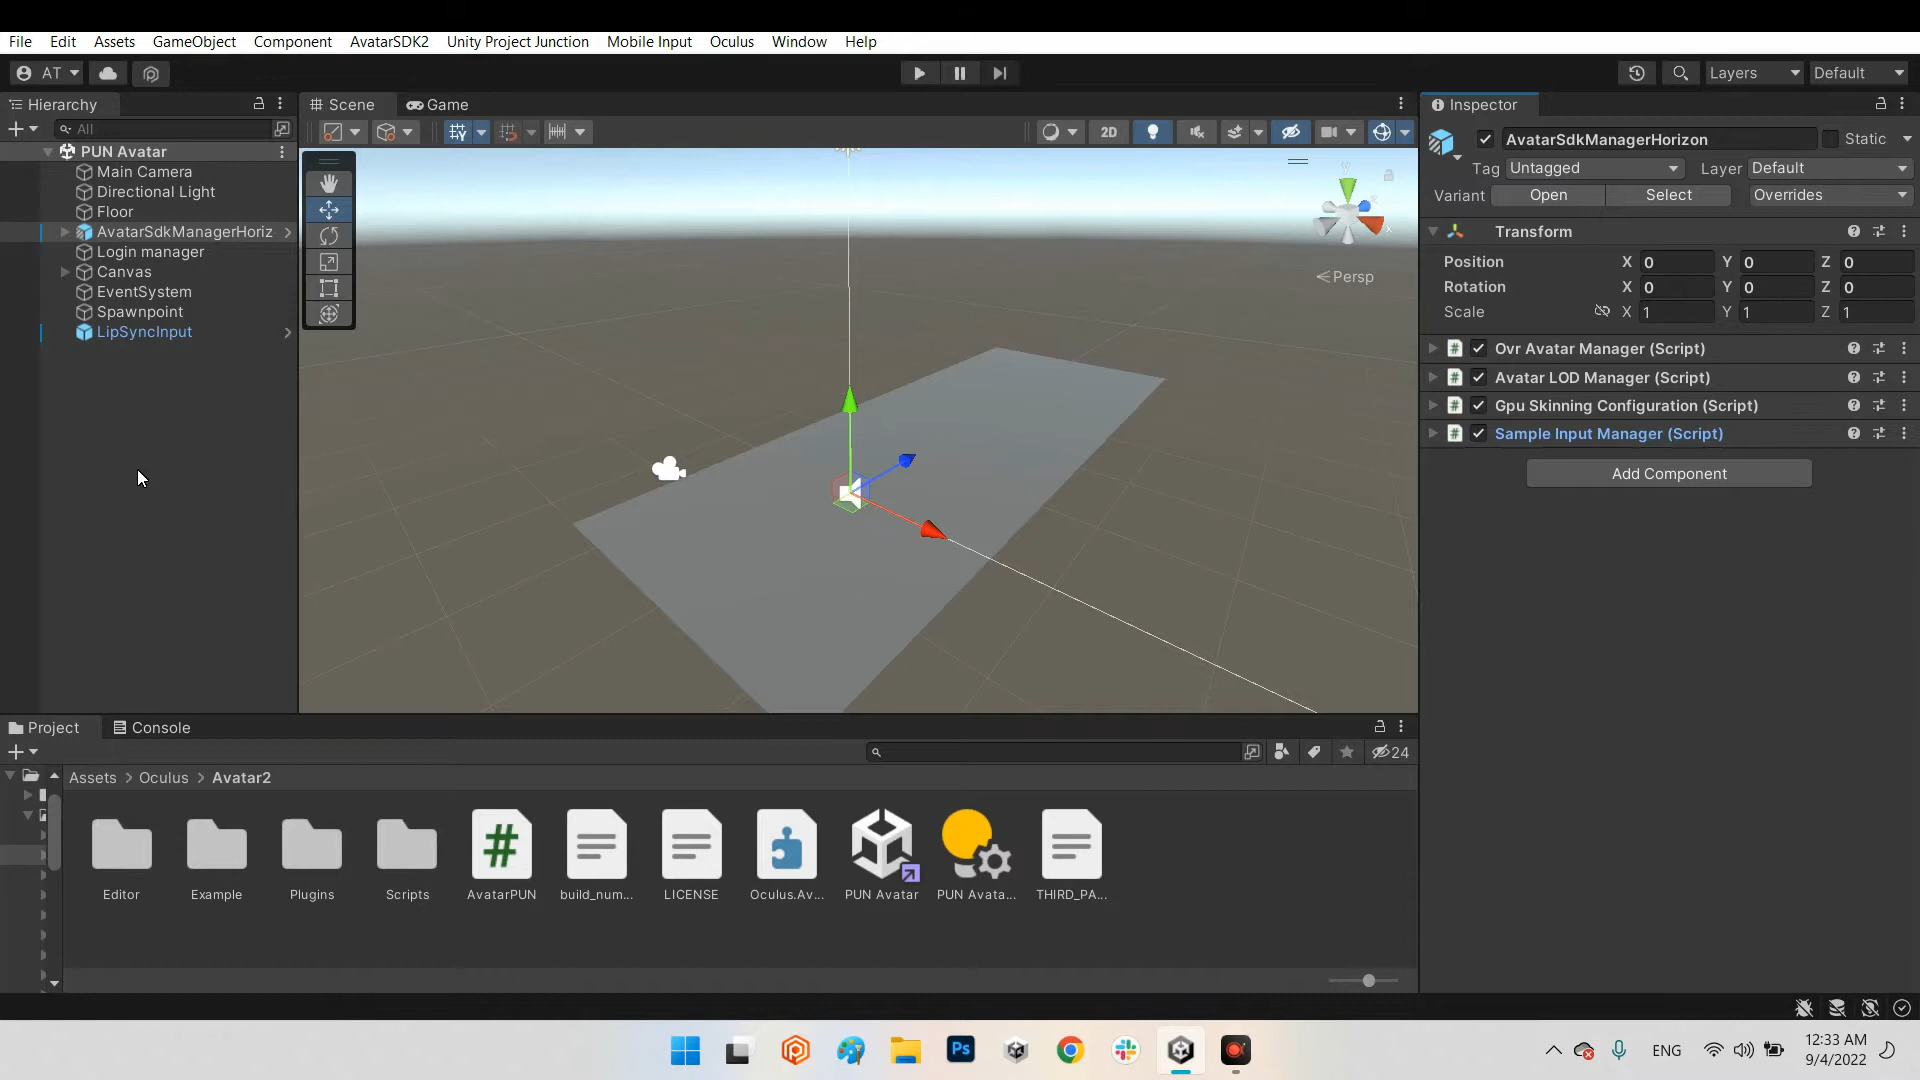 File Edit Assets GameObject Component AvatarSDK2 Unity Project Junction Mobile Input Oculus Window Help
AT
Layers
Default
Hierarchy
All
PUN Avatar
Main Camera
Directional Light
Floor
AvatarSdkManagerHoriz
Login manager
Canvas
EventSystem
Spawnpoint
LipSyncInput
Scene
Game
2D
y
x
Persp
Inspector
AvatarSdkManagerHorizon
Static
Tag Untagged
Layer Default
Variant Open Select Overrides
Transform
Position X 0 Y 0 Z 0
Rotation X 0 Y 0 Z 0
Scale X 1 Y 1 Z 1
Ovr Avatar Manager (Script)
Avatar LOD Manager (Script)
Gpu Skinning Configuration (Script)
Sample Input Manager (Script)
Add Component
Project
Console
24
Assets > Oculus > Avatar2
Editor
Example
Plugins
Scripts
AvatarPUN
build_num...
LICENSE
Oculus.Av...
PUN Avatar
PUN Avata...
THIRD_PA...
Ps
ENG
12:33 AM
9/4/2022